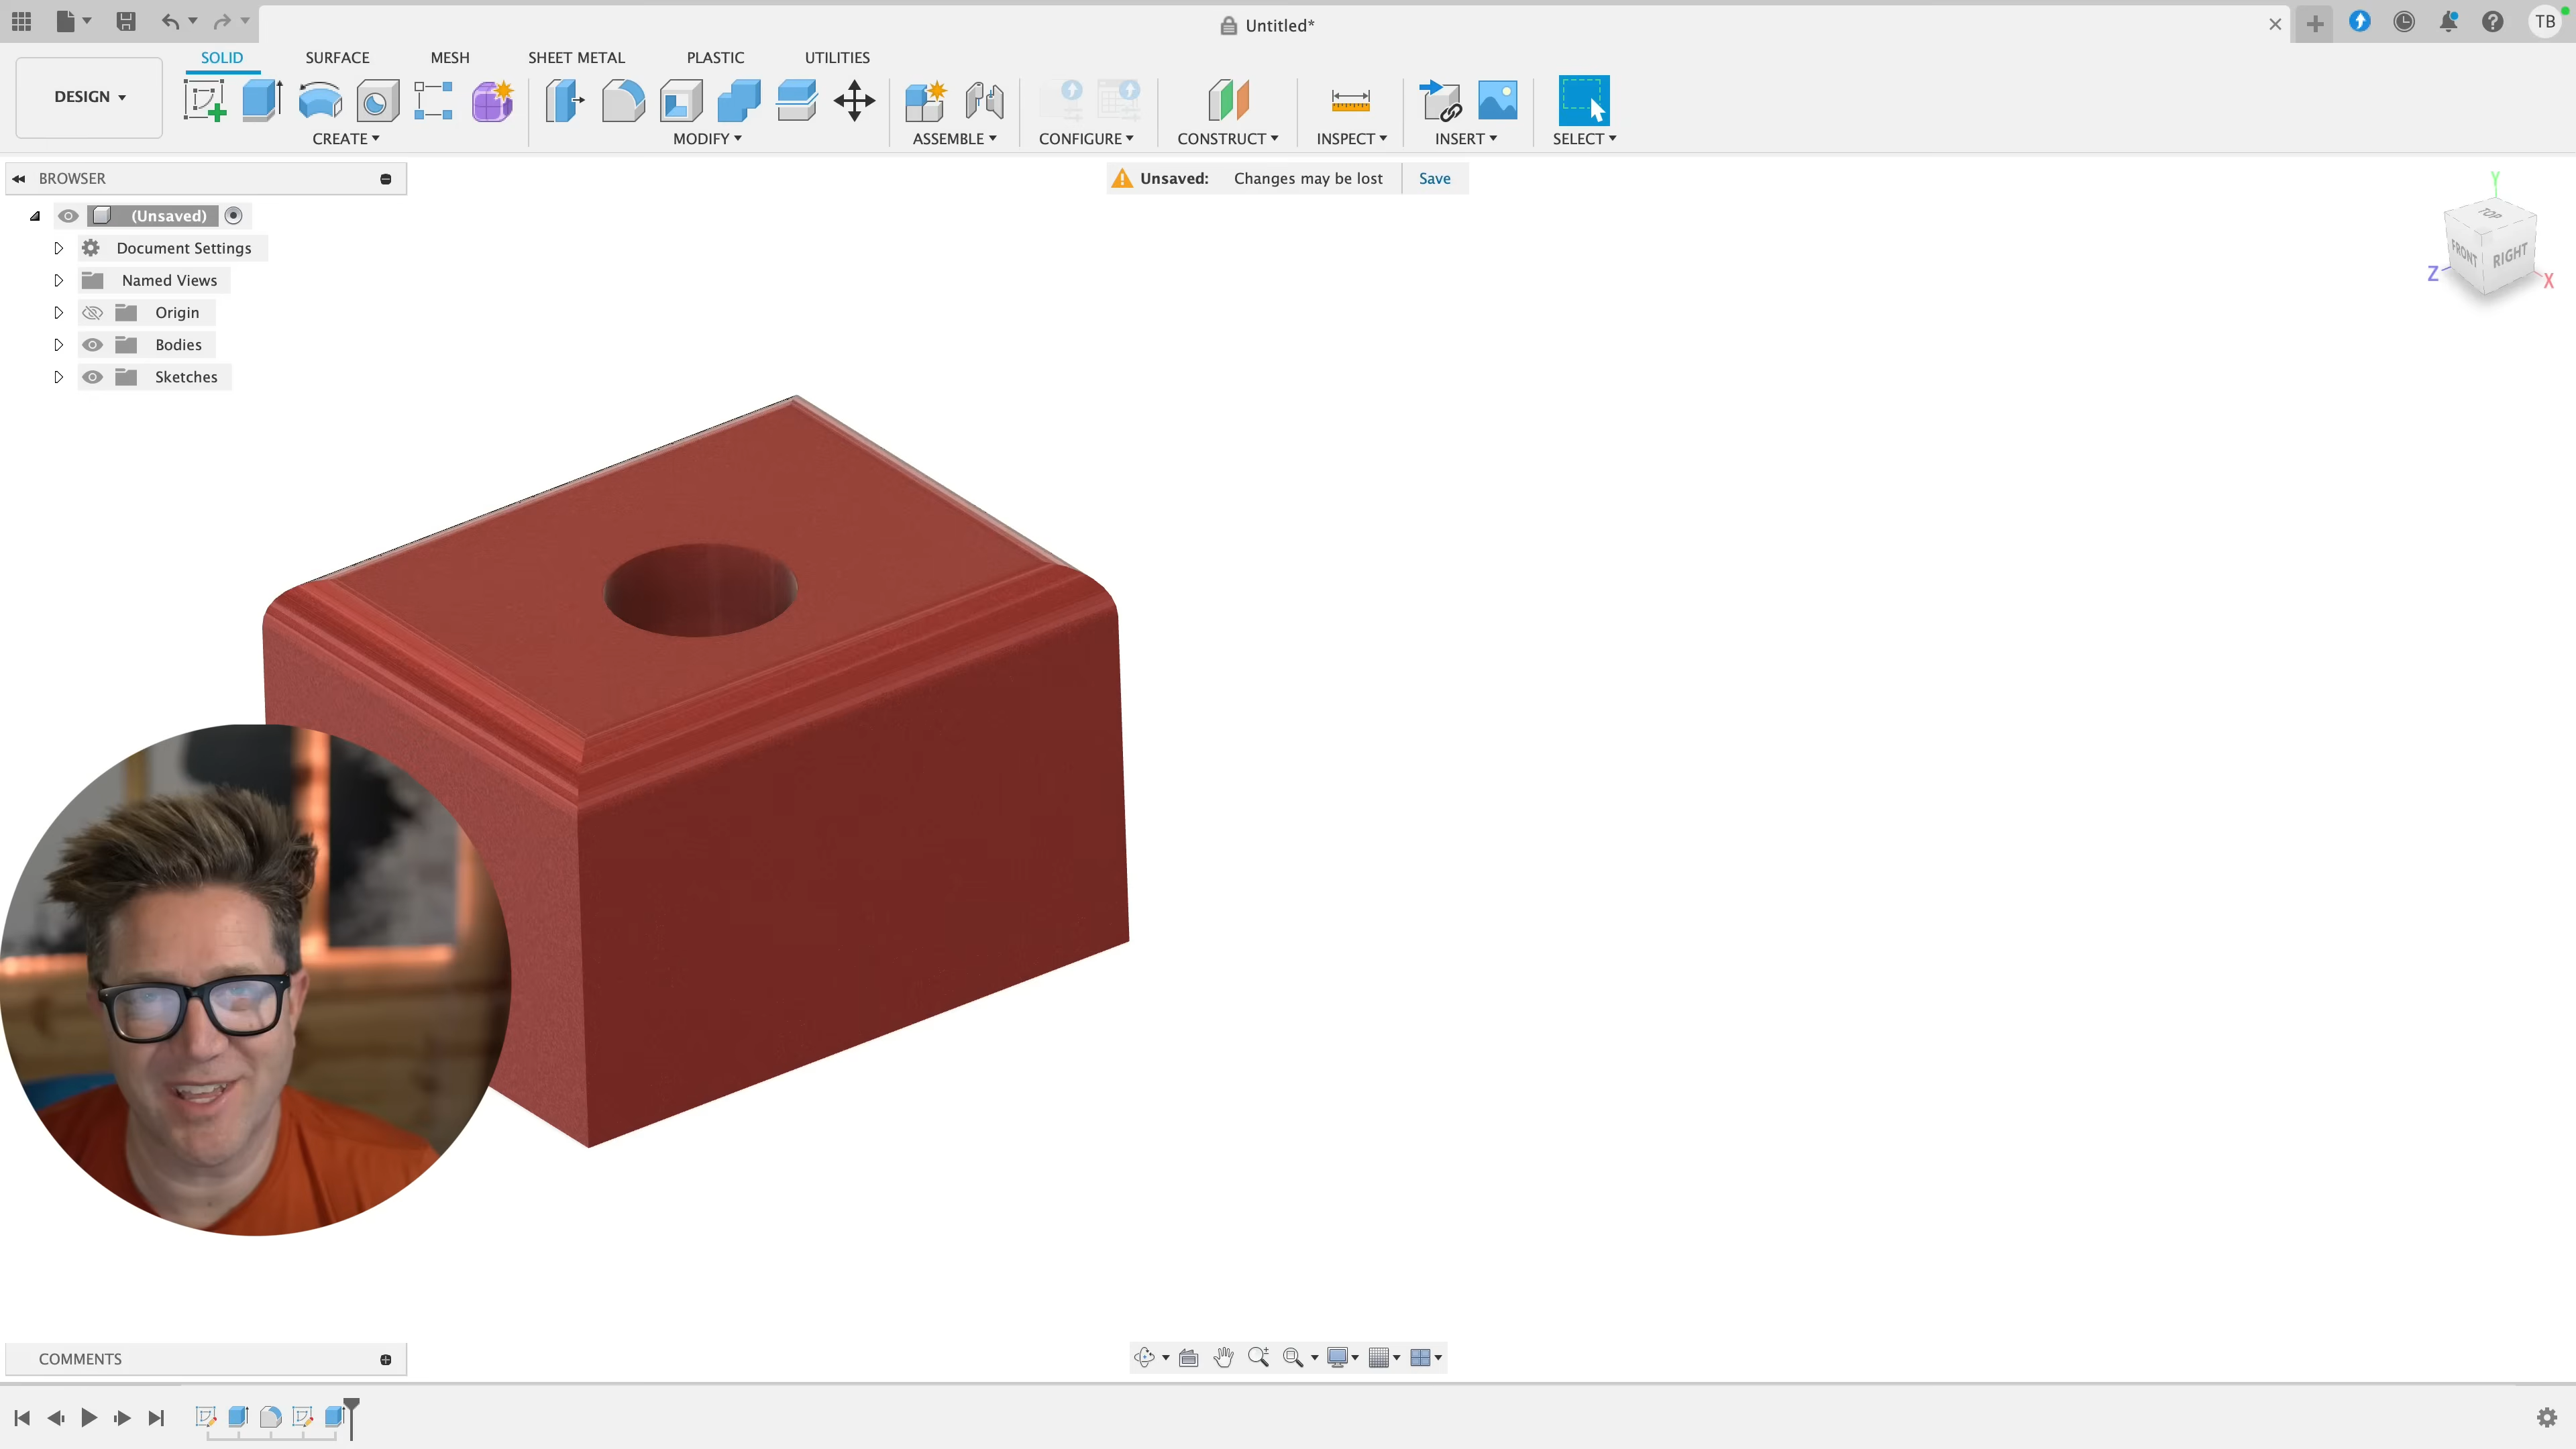 Untitled*
TB
DESIGN
SOLID
SURFACE
MESH
SHEET METAL
PLASTIC
UTILITIES
CREATE
MODIFY
ASSEMBLE
CONFIGURE
CONSTRUCT
INSPECT
INSERT
SELECT
BROWSER
Unsaved: Changes may be lost Save
(Unsaved)
Document Settings
Named Views
Origin
Bodies
Sketches
Y
TOP
FRONT
RIGHT
Z
X
COMMENTS